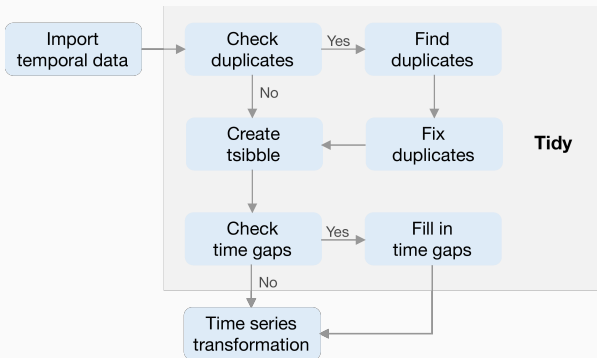 Import
temporal data
Check
duplicates
Yes
Find
duplicates
No
Create
tsibble
Fix
duplicates
Tidy
Check
time gaps
Yes
Fill in
time gaps
No
Time series
transformation